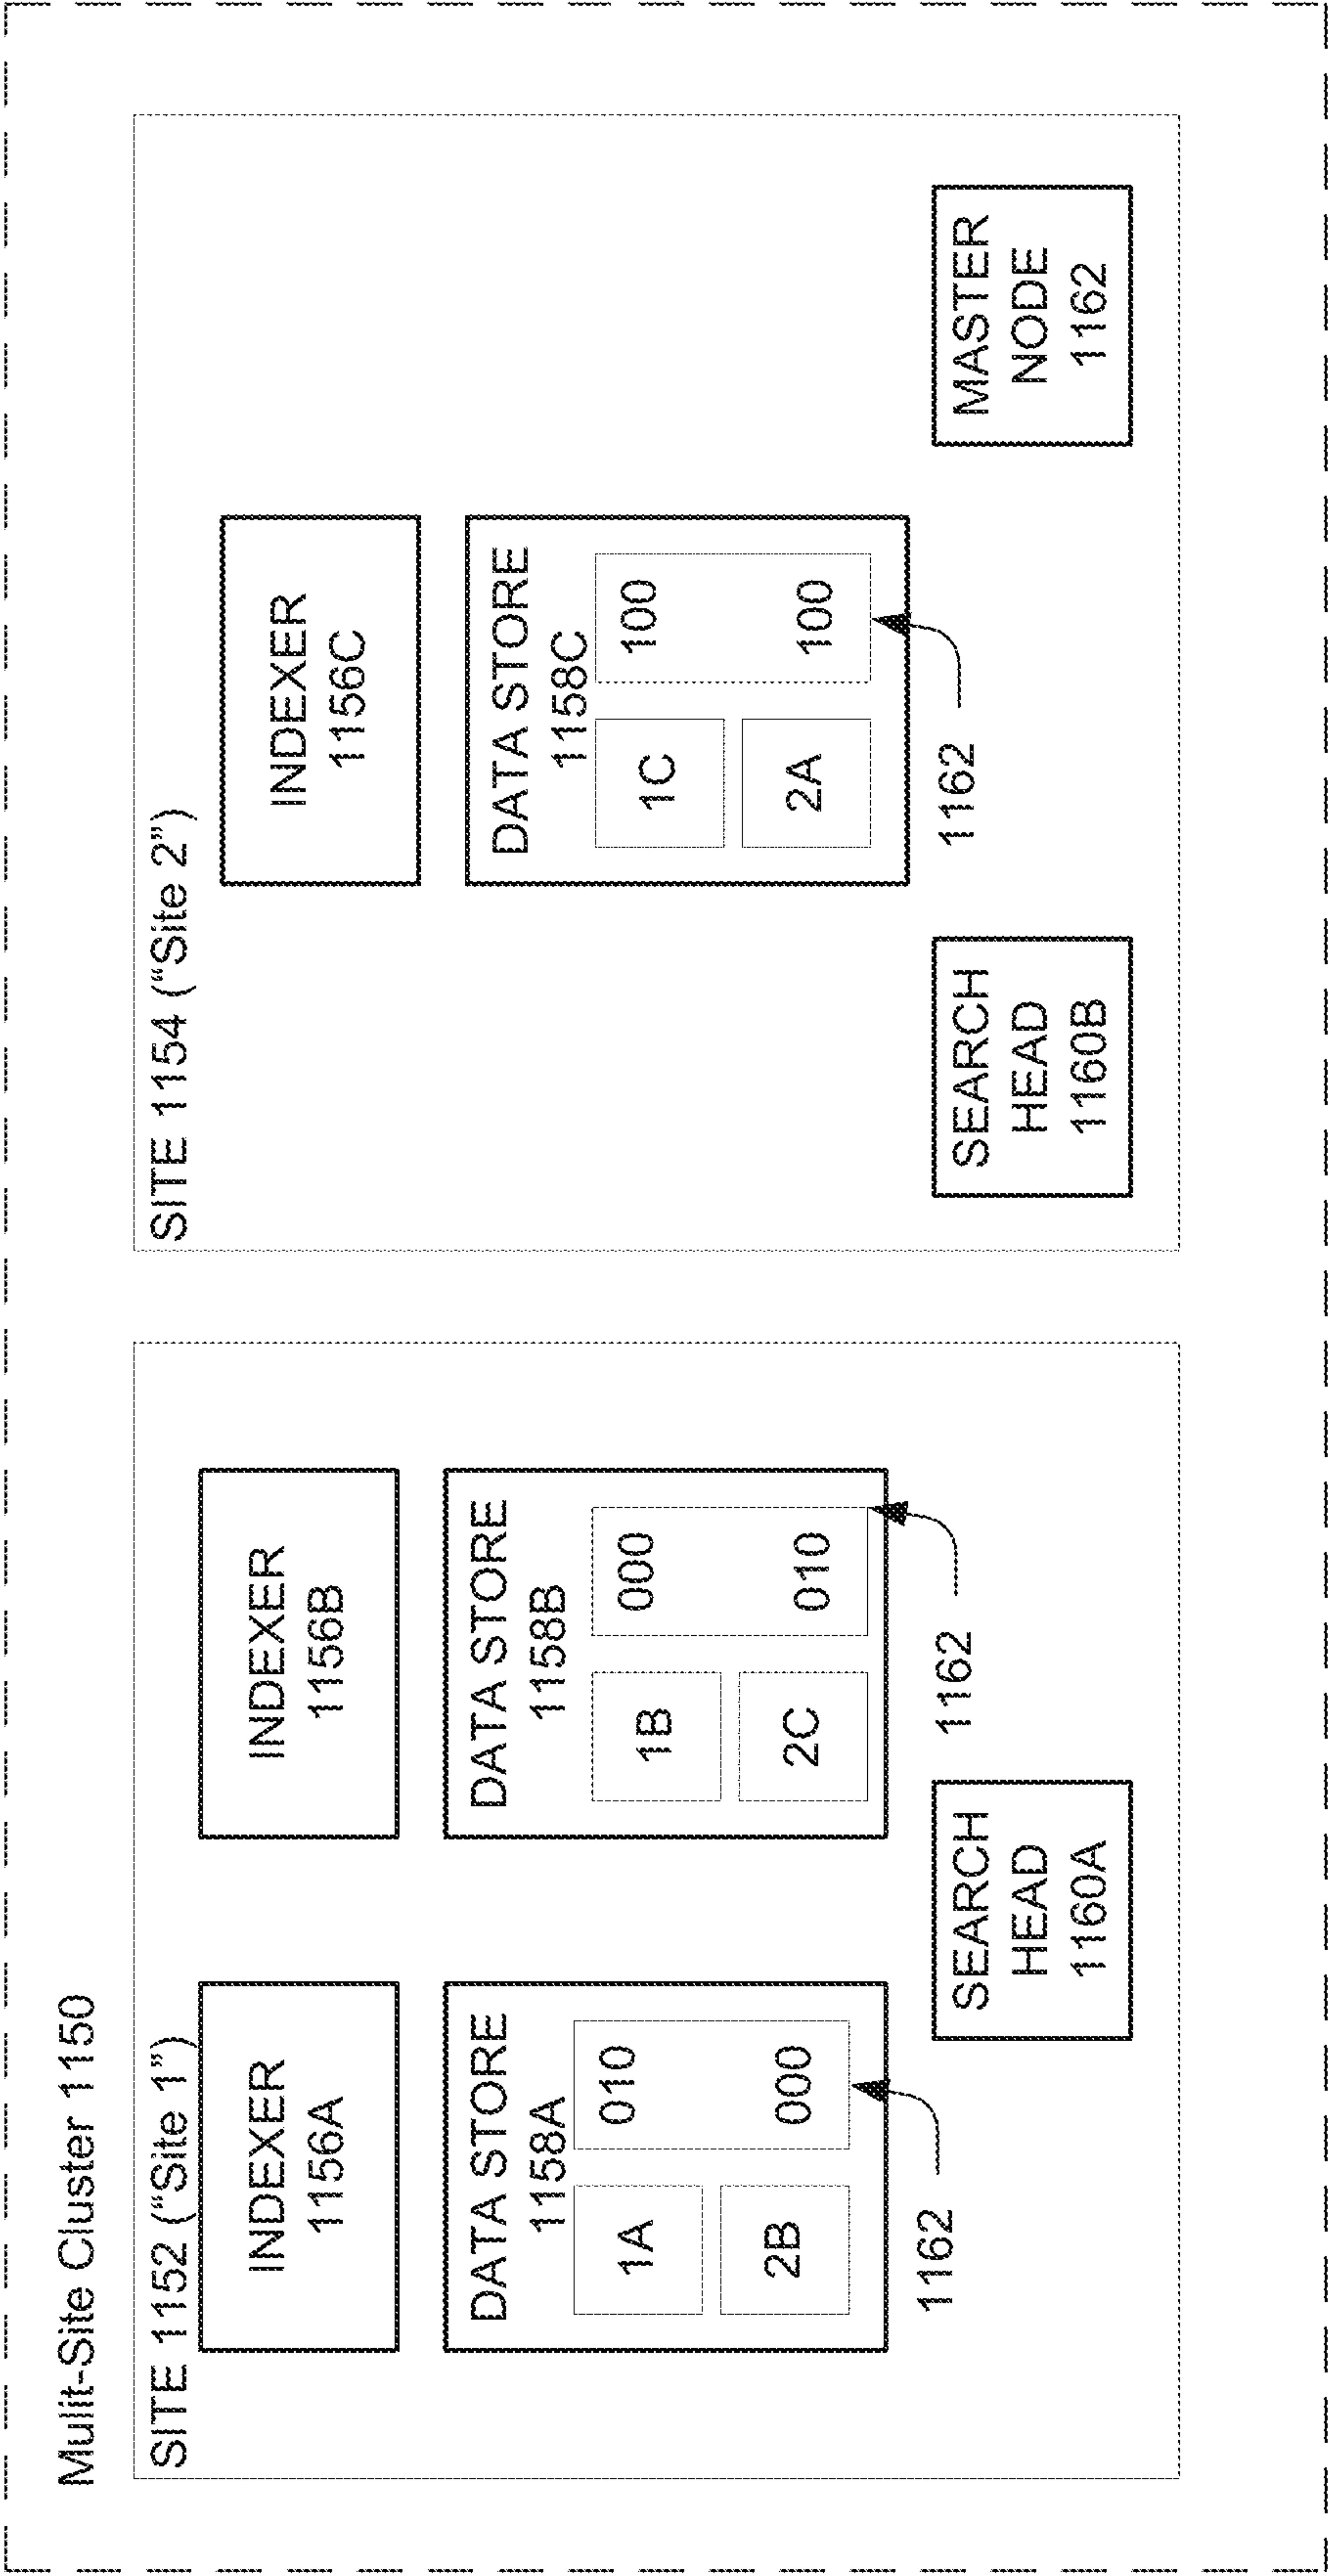 Mulit-Site Cluster 1150
SITE 1152 (“Site 1”)
INDEXER
1156A
DATA STORE
1158A
1A
010
2B
000
1162
INDEXER
1156B
DATA STORE
1158B
1B
000
2C
010
1162
SEARCH
HEAD
1160A
SITE 1154 (“Site 2”)
INDEXER
1156C
DATA STORE
1158C
1C
100
2A
100
1162
SEARCH
HEAD
1160B
MASTER
NODE
1162